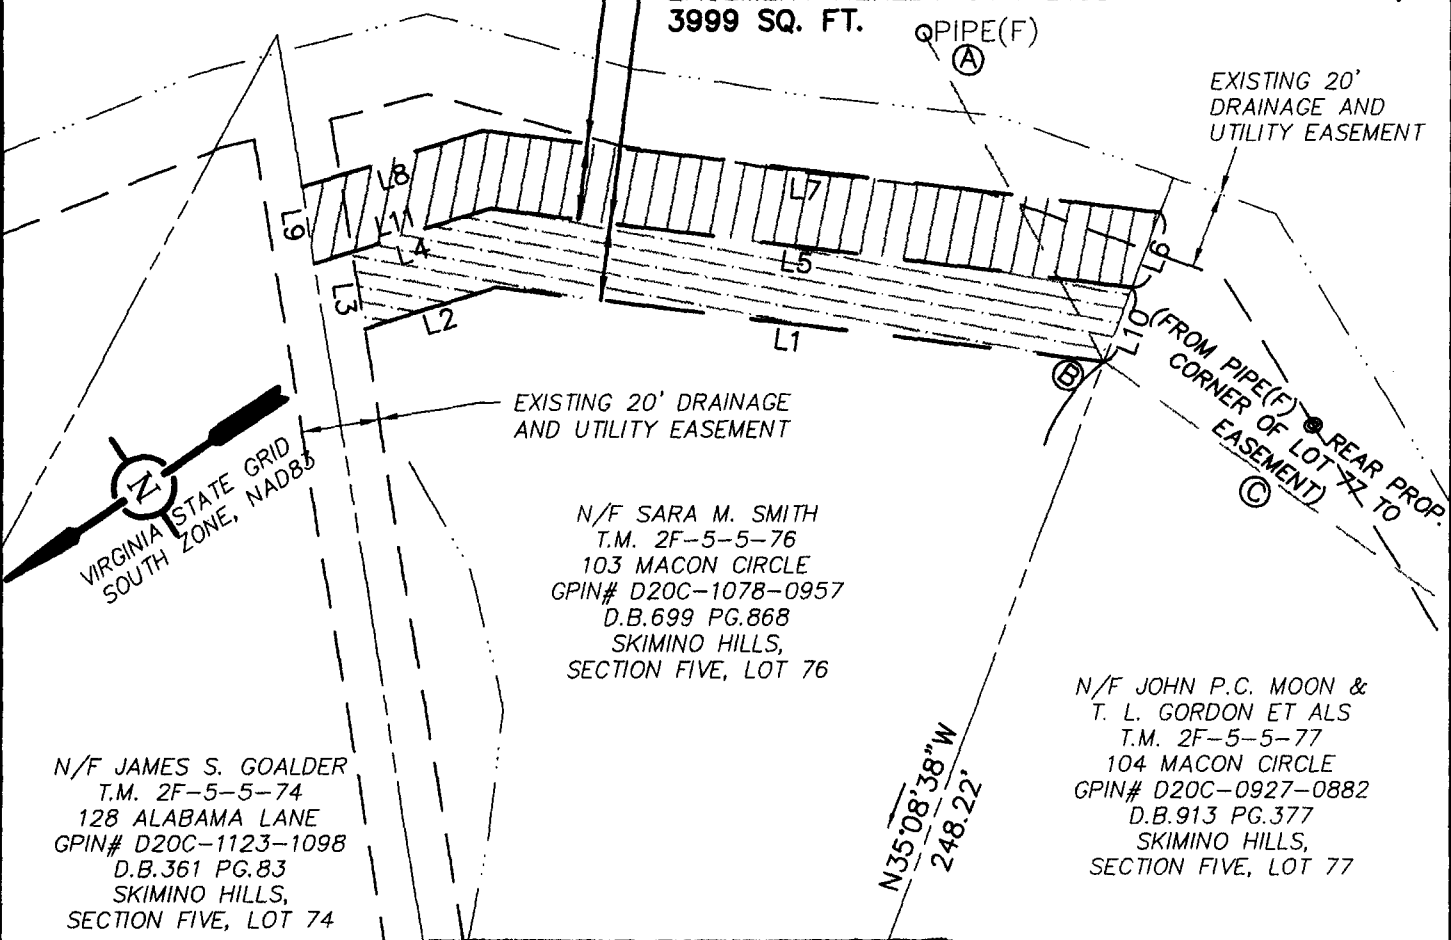 3999 SQ. FT.
PIPE(F)
A
EXISTING 20'
DRAINAGE AND
UTILITY EASEMENT
L8
L7
L9
L11
L4
L5
L6
L3
L2
L1
L10
B
(FROM PIPE(F) REAR PROP.
CORNER OF LOT 77 TO
EASEMENT)
C
EXISTING 20' DRAINAGE
AND UTILITY EASEMENT
N
VIRGINIA STATE GRID
SOUTH ZONE, NAD83
N/F SARA M. SMITH
T.M. 2F-5-5-76
103 MACON CIRCLE
GPIN# D20C-1078-0957
D.B.699 PG.868
SKIMINO HILLS,
SECTION FIVE, LOT 76
N/F JOHN P.C. MOON &
T. L. GORDON ET ALS
T.M. 2F-5-5-77
104 MACON CIRCLE
GPIN# D20C-0927-0882
D.B.913 PG.377
SKIMINO HILLS,
SECTION FIVE, LOT 77
N35°08'38"W
248.22'
N/F JAMES S. GOALDER
T.M. 2F-5-5-74
128 ALABAMA LANE
GPIN# D20C-1123-1098
D.B.361 PG.83
SKIMINO HILLS,
SECTION FIVE, LOT 74